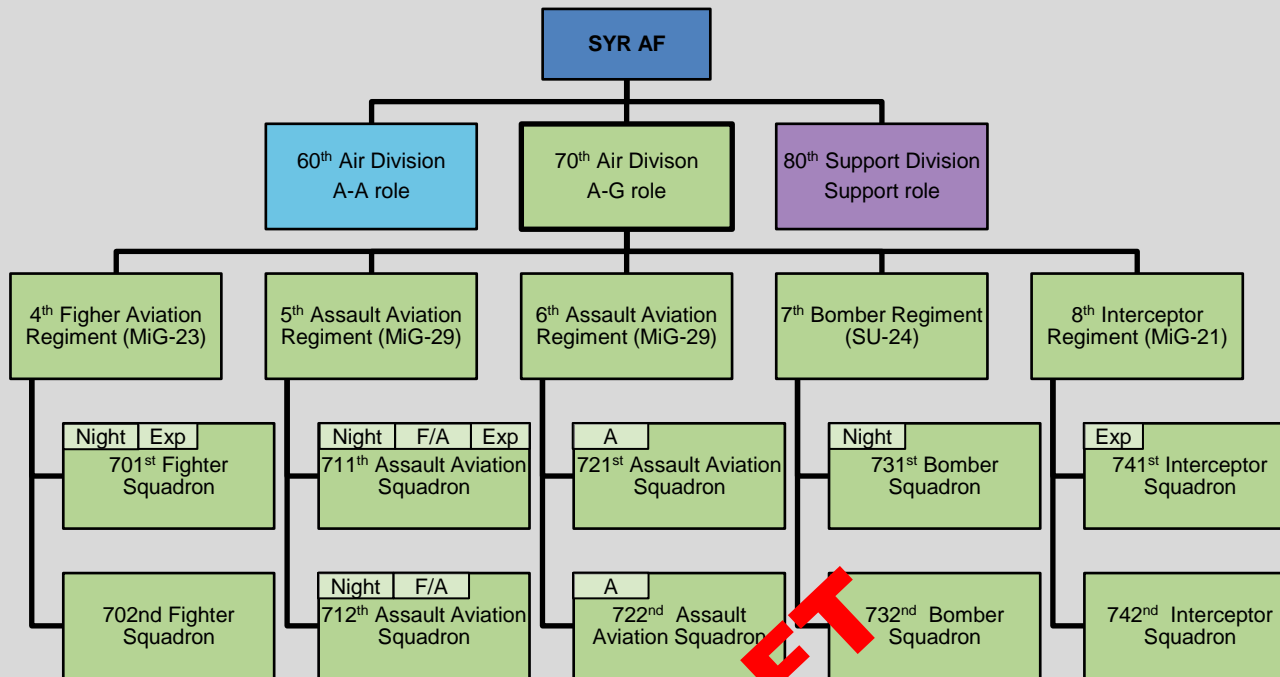 SYR AF
60th Air Division
A-A role
70th Air Divison
A-G role
80th Support Division
Support role
4th Figher Aviation
Regiment (MiG-23)
5th Assault Aviation
Regiment (MiG-29)
6th Assault Aviation
Regiment (MiG-29)
7th Bomber Regiment
(SU-24)
8th Interceptor
Regiment (MiG-21)
Night Exp
701st Fighter
Squadron
Night F/A Exp
711th Assault Aviation
Squadron
A
721st Assault Aviation
Squadron
Night
731st Bomber
Squadron
Exp
741st Interceptor
Squadron
702nd Fighter
Squadron
Night F/A
712th Assault Aviation
Squadron
A
722nd Assault
Aviation Squadron
732nd Bomber
Squadron
742nd Interceptor
Squadron